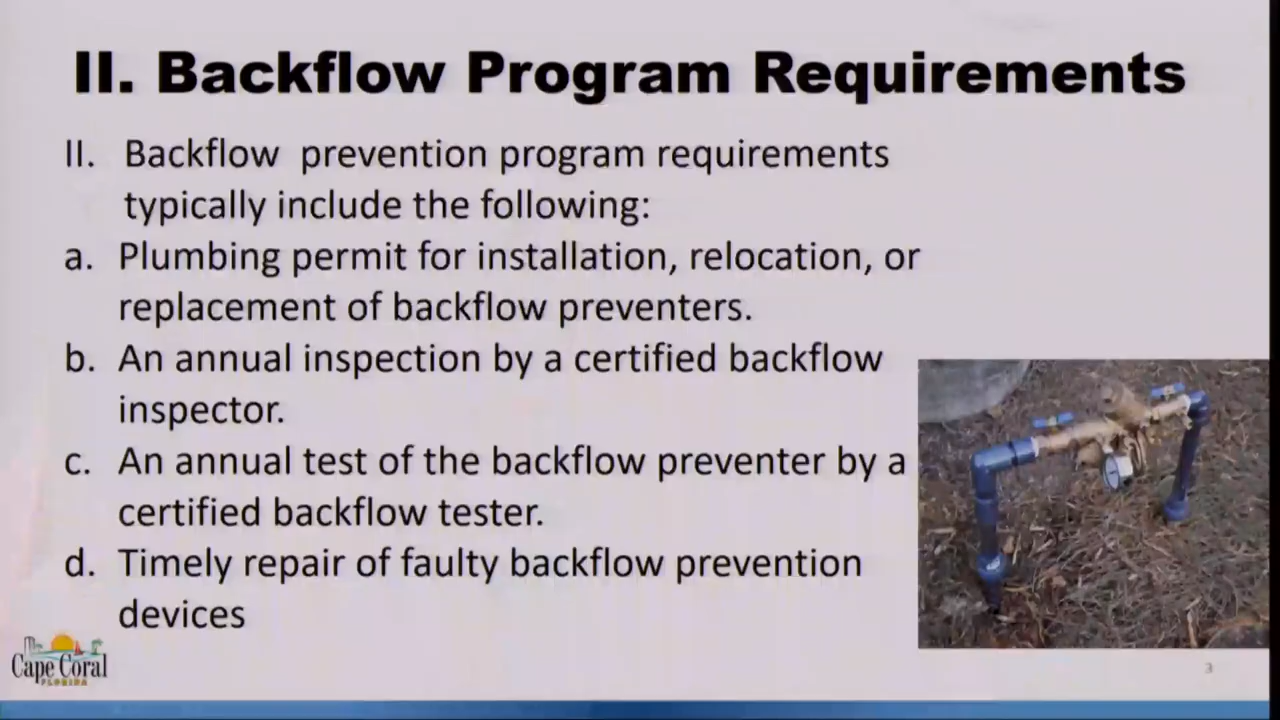 II. Backflow Program Requirements
II. Backflow prevention program requirements
typically include the following:
a. Plumbing permit for installation, relocation, or
replacement of backflow preventers.
b. An annual inspection by a certified backflow
inspector.
c. An annual test of the backflow preventer by a
certified backflow tester.
d. Timely repair of faulty backflow prevention
devices
Cape Coral
FLORIDA
3